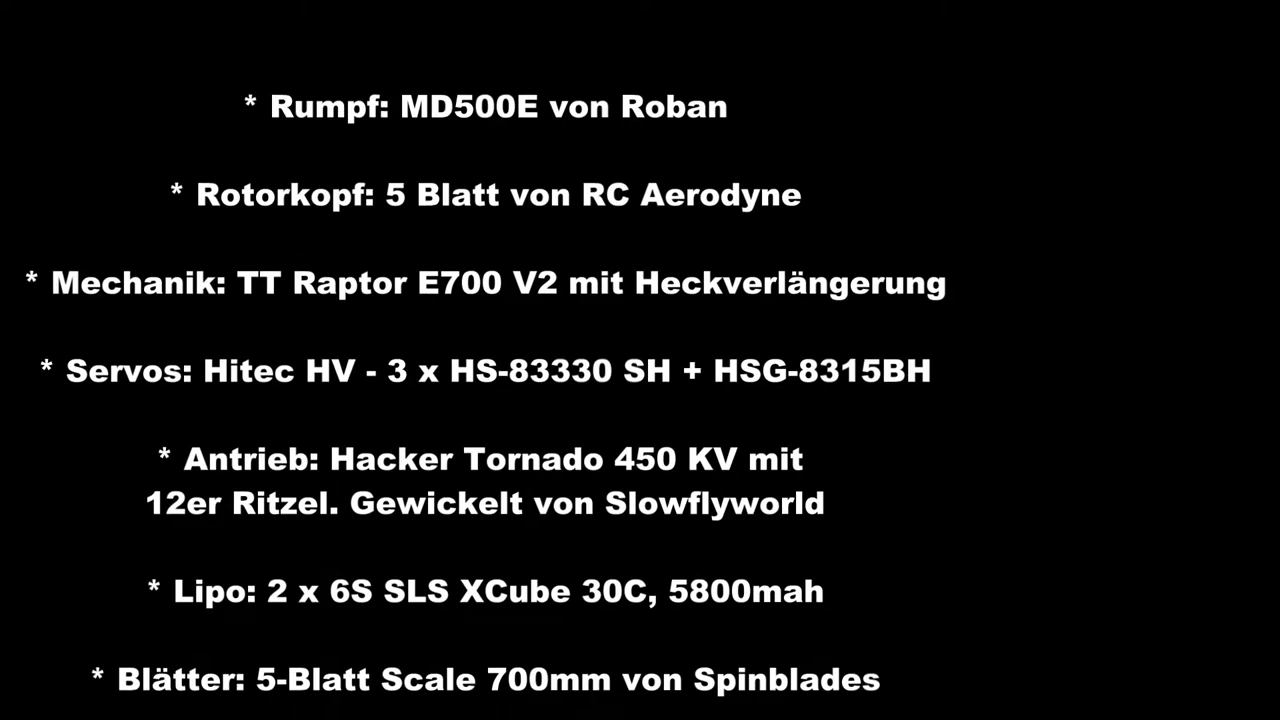 * Rumpf: MD500E von Roban
* Rotorkopf: 5 Blatt von RC Aerodyne
* Mechanik: TT Raptor E700 V2 mit Heckverlängerung
* Servos: Hitec HV - 3 x HS-83330 SH + HSG-8315BH
* Antrieb: Hacker Tornado 450 KV mit
12er Ritzel. Gewickelt von Slowflyworld
* Lipo: 2 x 6S SLS XCube 30C, 5800mah
* Blätter: 5-Blatt Scale 700mm von Spinblades